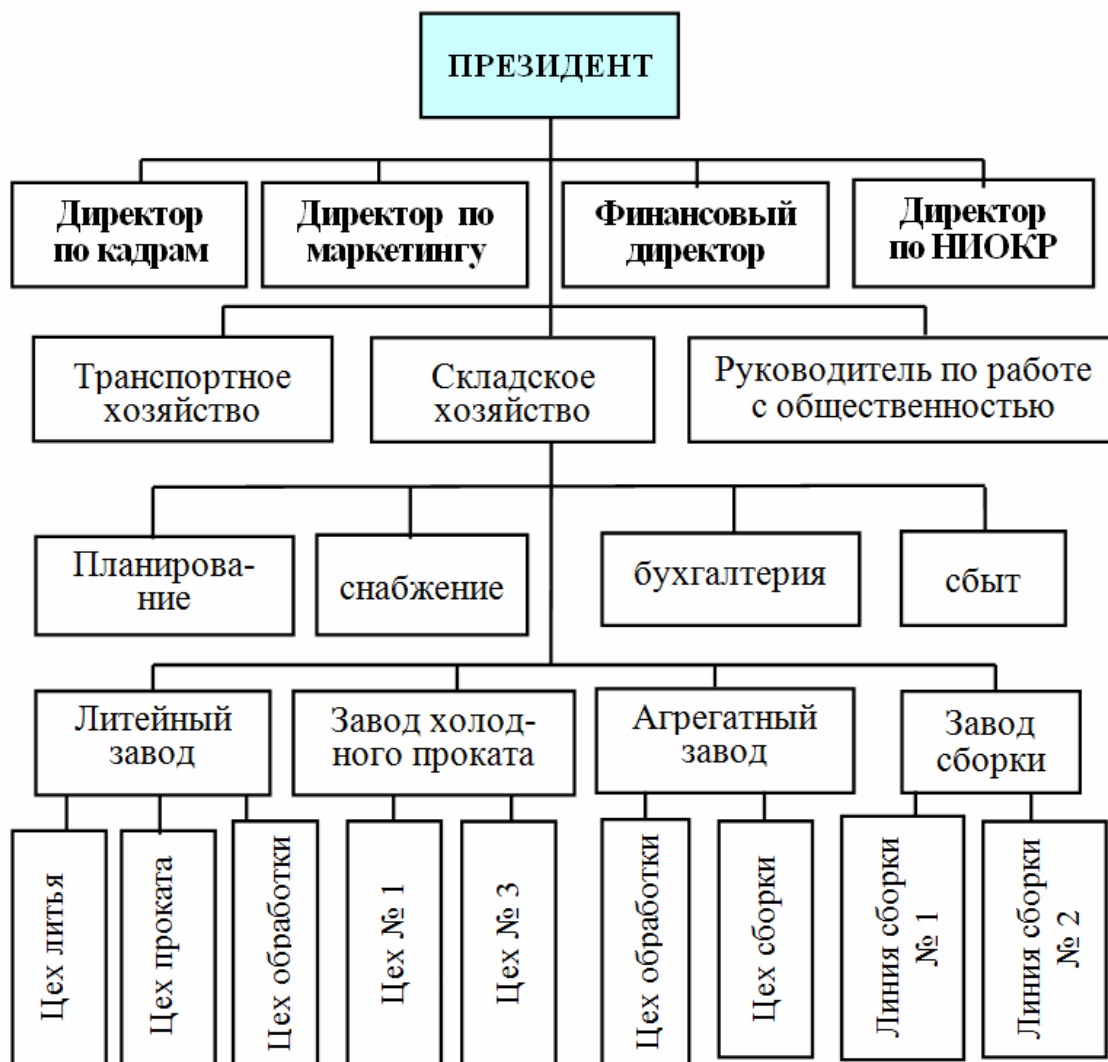 ПРЕЗИДЕНТ
Директор
по кадрам
Директор по
маркетингу
Финансовый
директор
Директор
по НИОКР
Транспортное
хозяйство
Складское
хозяйство
Руководитель по работе
с общественностью
Планирова-
ние
снабжение
бухгалтерия
сбыт
Литейный
завод
Завод холод-
ного проката
Агрегатный
завод
Завод
сборки
Цех литья
Цех проката
Цех обработки
Цех № 1
Цех № 3
Цех обработки
Цех сборки
Линия сборки
№ 1
Линия сборки
№ 2